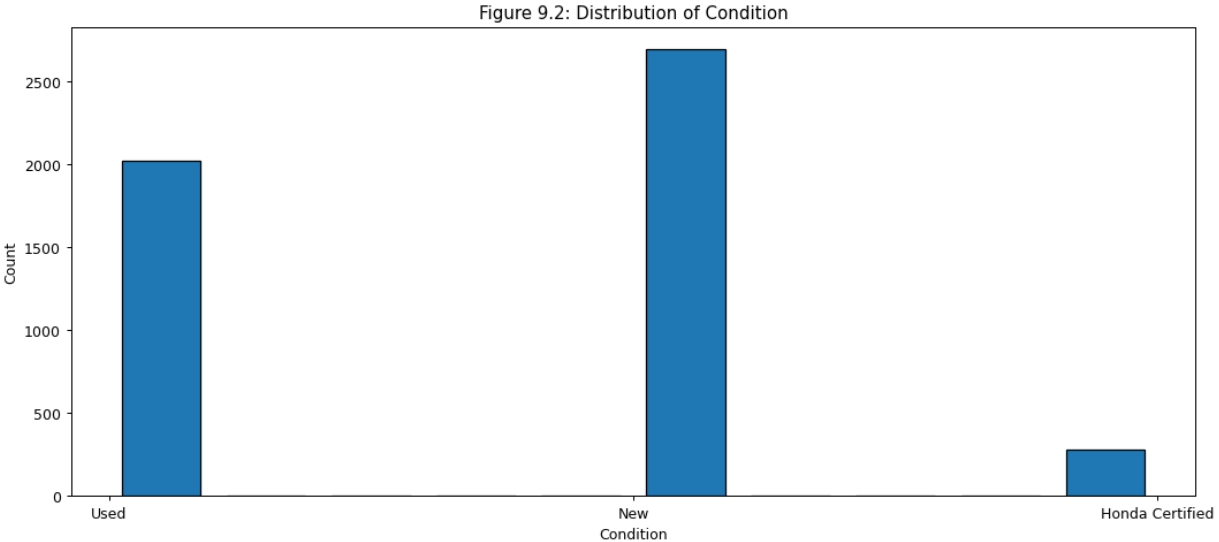 Figure 9.2: Distribution of Condition
2500
2000
1500
1000
500
0
Count
Used
New
Honda Certified
Condition